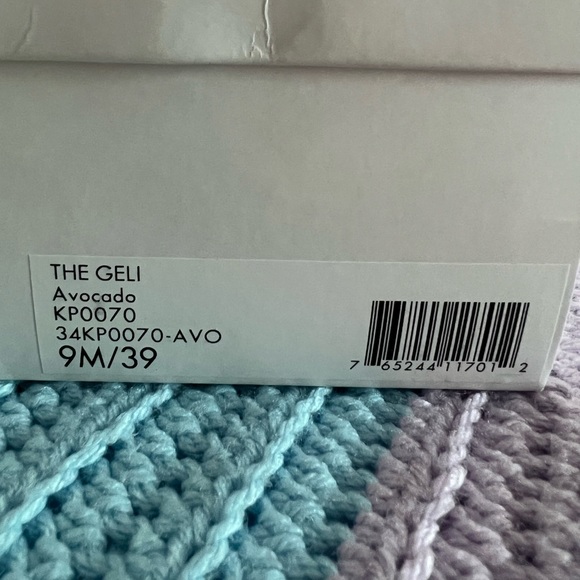 THE GELI
Avocado
KP0070
34KP0070-AVO
9M/39
7 65244 11701 2